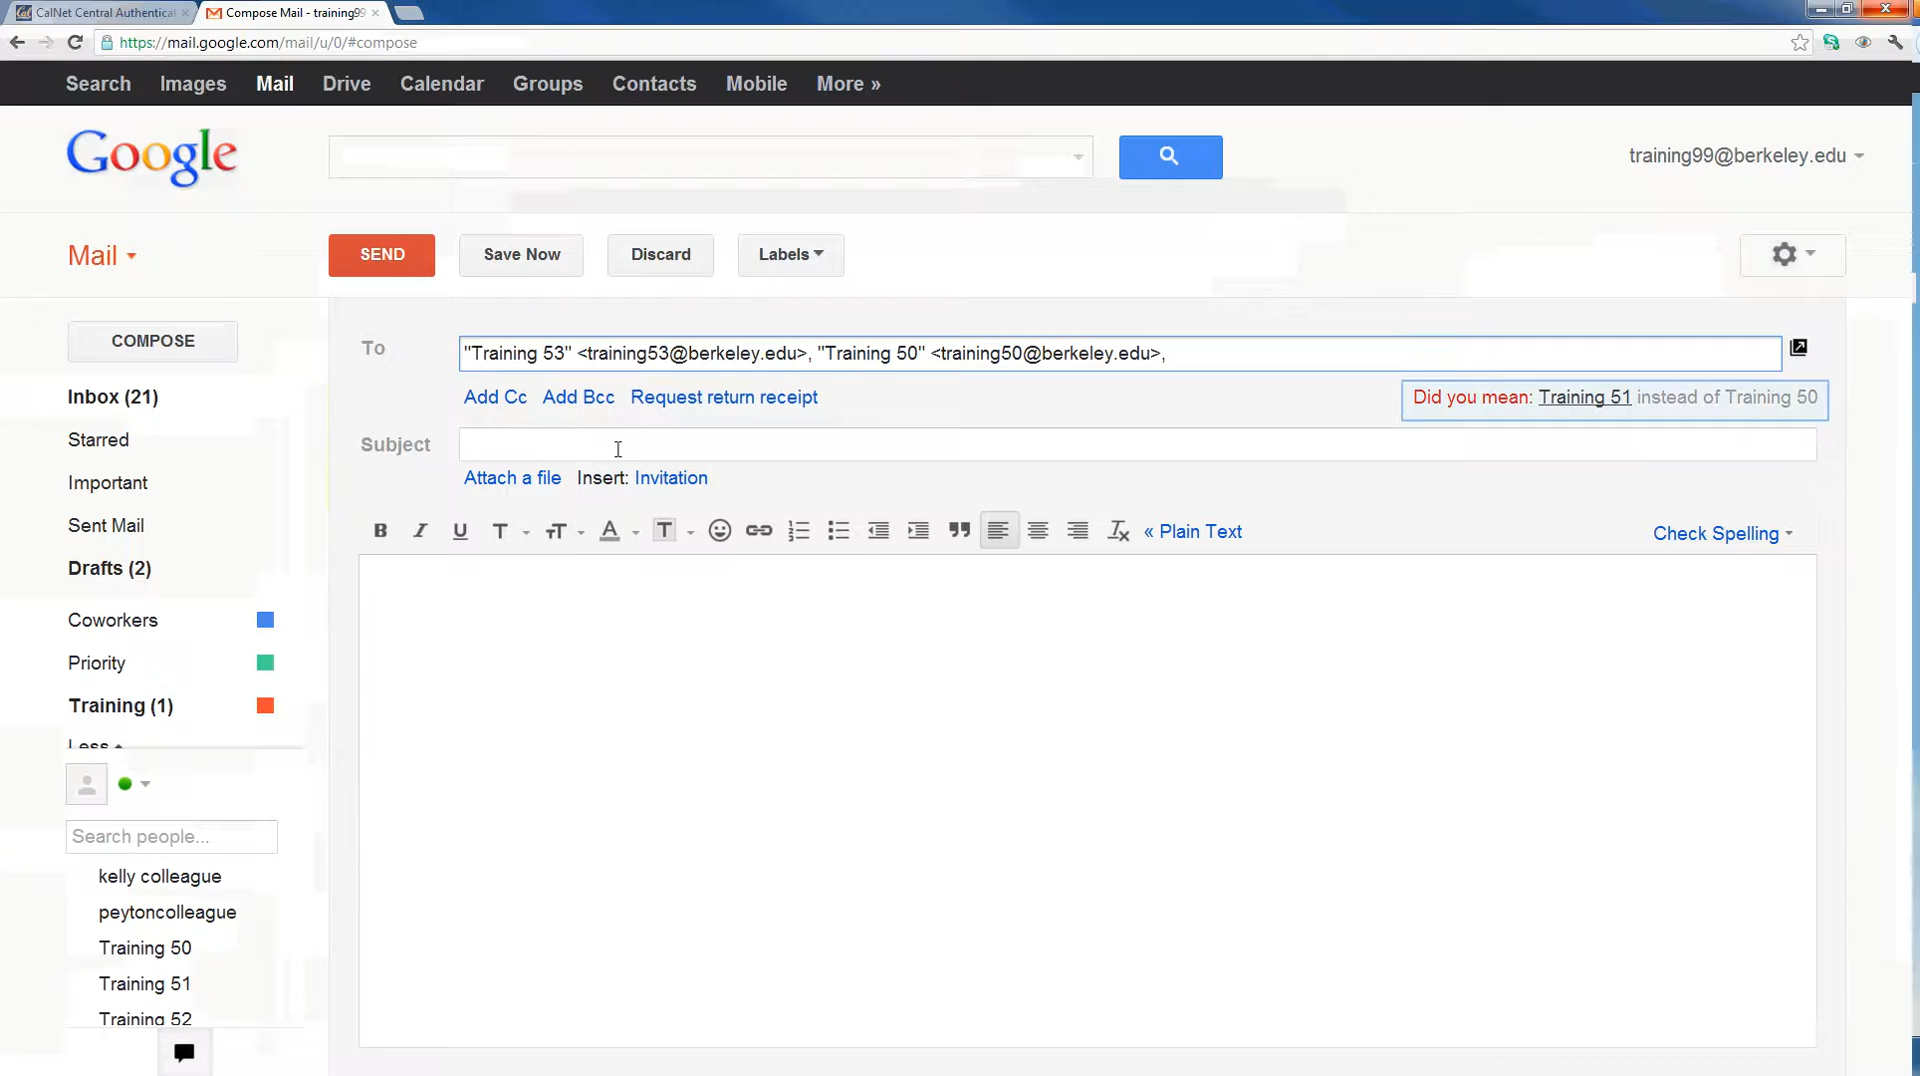 CalNet Central Authenticat
Compose Mail - training99
https://mail.google.com/mail/u/0/#compose
Search Images Mail Drive Calendar Groups Contacts Mobile More »
Google
training99@berkeley.edu
Mail
SEND
Save Now
Discard
Labels
COMPOSE
To
"Training 53" <training53@berkeley.edu>, "Training 50" <training50@berkeley.edu>,
Add Cc Add Bcc Request return receipt
Did you mean: Training 51 instead of Training 50
Subject
Attach a file Insert: Invitation
B I U T T A T « Plain Text
Check Spelling
Inbox (21)
Starred
Important
Sent Mail
Drafts (2)
Coworkers
Priority
Training (1)
Less
Search people...
kelly colleague
peytoncolleague
Training 50
Training 51
Training 52